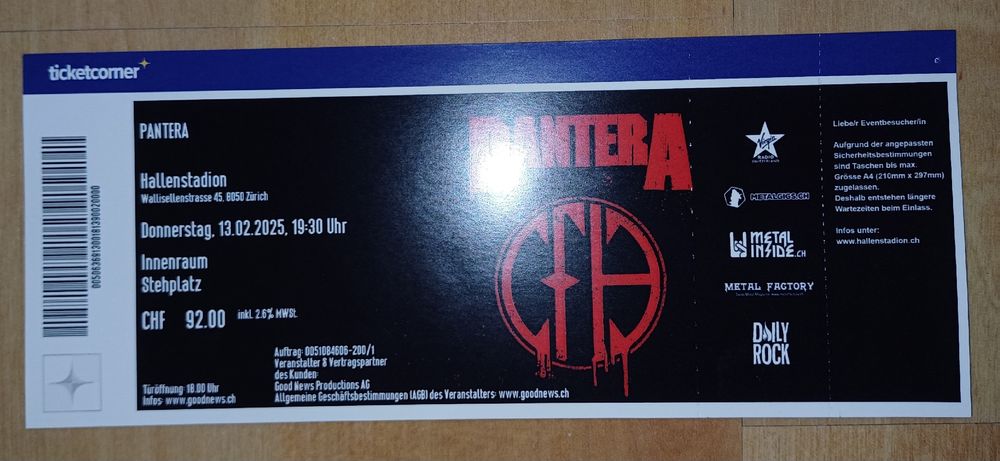 ticketcorner
PANTERA
Hallenstadion
Wallisellenstrasse 45, 8050 Zürich
Donnerstag, 13.02.2025, 19:30 Uhr
Innenraum
Stehplatz
CHF 92.00 inkl. 2.6% MWSt.
Auftrag: 0051084606-200/1
Veranstalter & Vertragspartner
des Kunden:
Good News Productions AG
Allgemeine Geschäftsbestimmungen (AGB) des Veranstalters: www.goodnews.ch
Türöffnung: 18.00 Uhr
Infos: www.goodnews.ch
PANTERA
CFH
RADIO
METALGIGS.CH
METAL
INSIDE.CH
METAL FACTORY
DAILY
ROCK
Liebe/r Eventbesucher/in
Aufgrund der angepassten
Sicherheitsbestimmungen
sind Taschen bis max.
Grösse A4 (210mm x 297mm)
zugelassen.
Deshalb entstehen längere
Wartezeiten beim Einlass.
Infos unter:
www.hallenstadion.ch